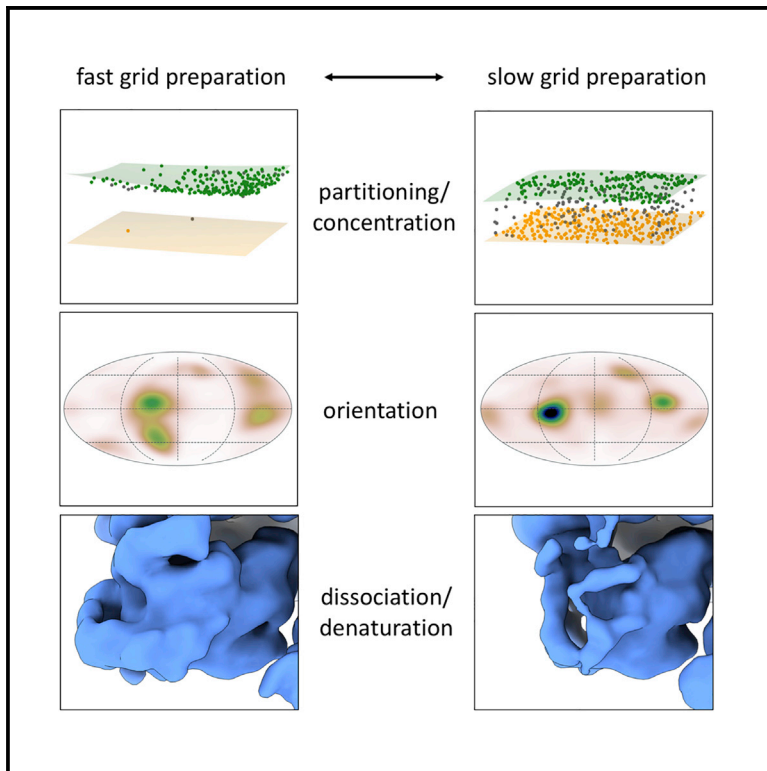 fast grid preparation
slow grid preparation
partitioning/
concentration
orientation
dissociation/
denaturation